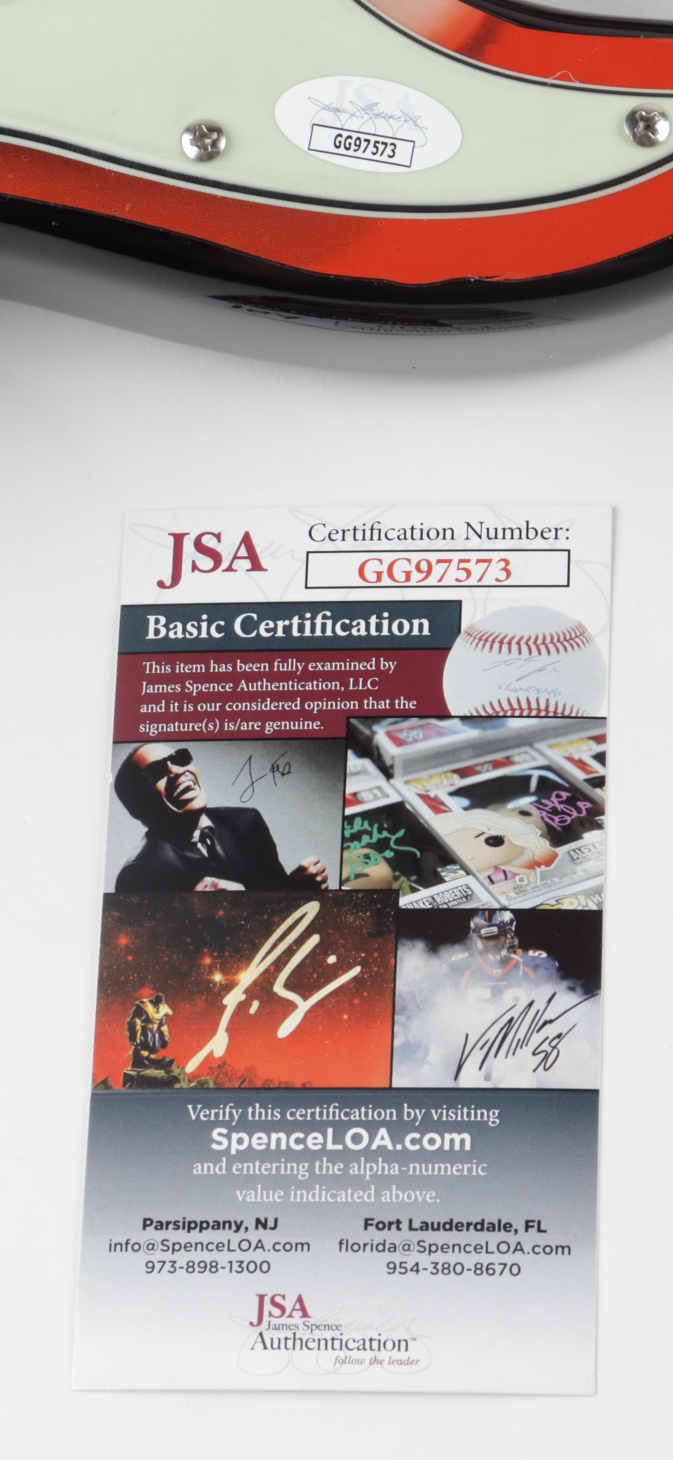 JSA
GG97573
JSA
Certification Number:
GG97573
Basic Certification
This item has been fully examined by
James Spence Authentication, LLC
and it is our considered opinion that the
signature(s) is/are genuine.
Verify this certification by visiting
SpenceLOA.com
and entering the alpha-numeric
value indicated above.
Parsippany, NJ
info@SpenceLOA.com
973-898-1300
Fort Lauderdale, FL
florida@SpenceLOA.com
954-380-8670
JSA
James Spence
Authentication™
follow the leader